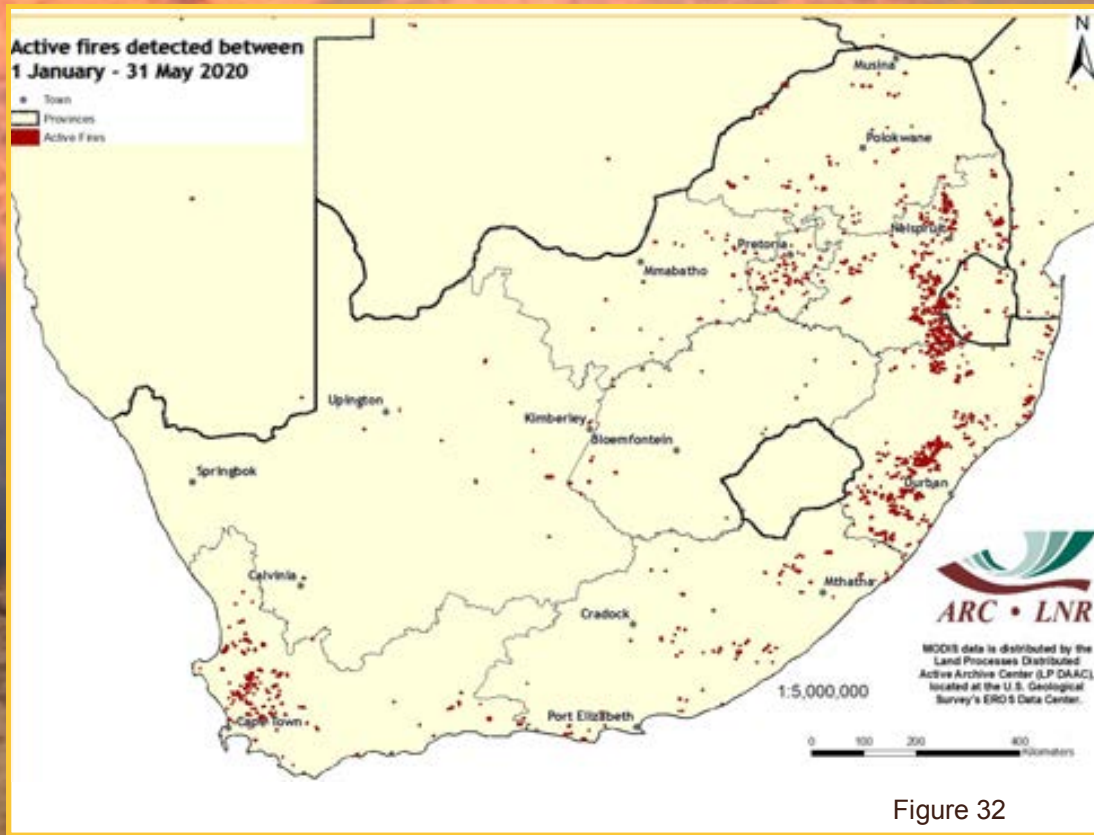 Active fires detected between
1 January - 31 May 2020
Town
Provinces
Active Fires
N
Musina
Polokwane
Nelspruit
Pretoria
Mmabatho
Upington
Kimberley
Bloemfontein
Springbok
Durban
Calvinia
Mthatha
Cradock
Cape Town
Port Elizabeth
ARC • LNR
MODIS data is distributed by the
Land Processes Distributed
Active Archive Center (LP DAAC),
located at the U.S. Geological
Survey's EROS Data Center.
1:5,000,000
0 100 200 400
Kilometers
Figure 32